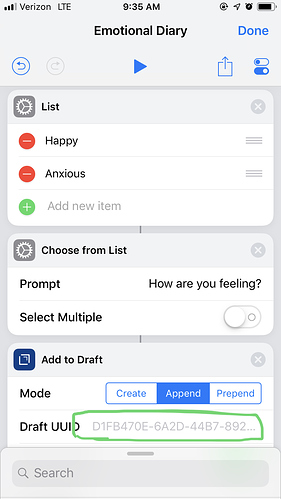 Verizon LTE 9:35 AM
Emotional Diary Done
List
Happy
Anxious
Add new item
Choose from List
Prompt How are you feeling?
Select Multiple
Add to Draft
Mode Create Append Prepend
Draft UUID D1FB470E-6A2D-44B7-892...
Search